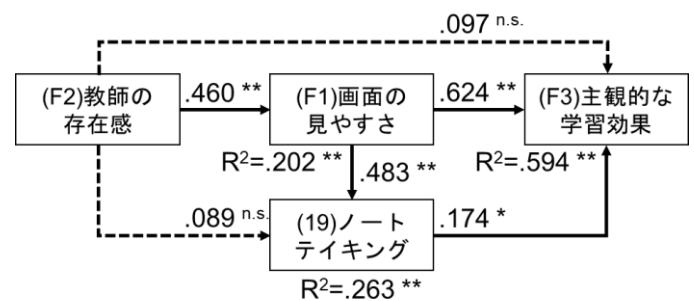 .097 n.s.
(F2)教師の
存在感
.460 **
(F1)画面の
見やすさ
.624 **
(F3)主観的な
学習効果
R²=.202 **
.483 **
R²=.594 **
.089 n.s.
(19)ノート
テイキング
.174 *
R²=.263 **